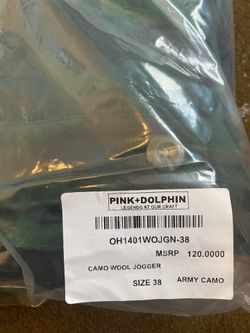 PINK+DOLPHIN
LEGENDS AT OUR CRAFT
OH1401WOJGN-38
MSRP 120.0000
CAMO WOOL JOGGER
SIZE 38 ARMY CAMO